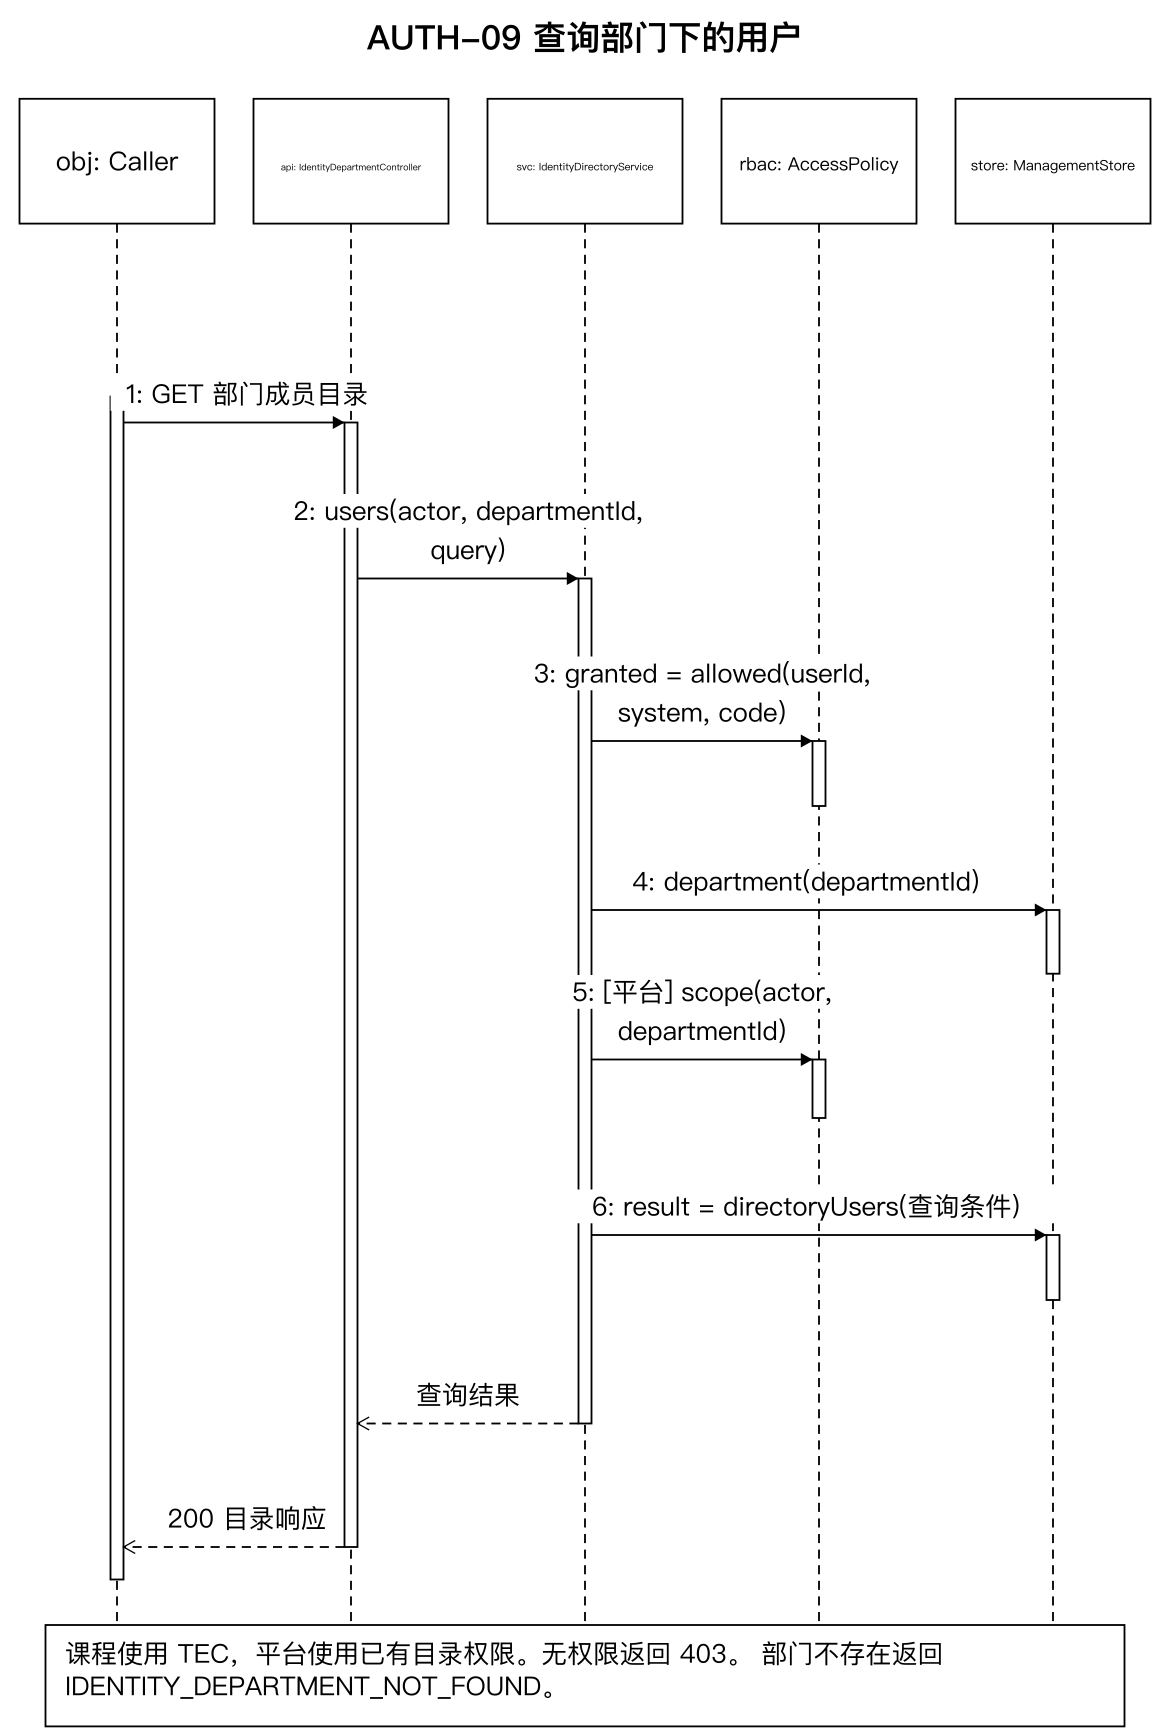 AUTH-09 查询部门下的用户
obj: Caller
api: IdentityDepartmentController
svc: IdentityDirectoryService
rbac: AccessPolicy
store: ManagementStore
1: GET 部门成员目录
2: users(actor, departmentId,
query)
3: granted = allowed(userId,
system, code)
4: department(departmentId)
5: [平台] scope(actor,
departmentId)
6: result = directoryUsers(查询条件)
查询结果
200 目录响应
课程使用 TEC，平台使用已有目录权限。无权限返回 403。 部门不存在返回
IDENTITY_DEPARTMENT_NOT_FOUND。